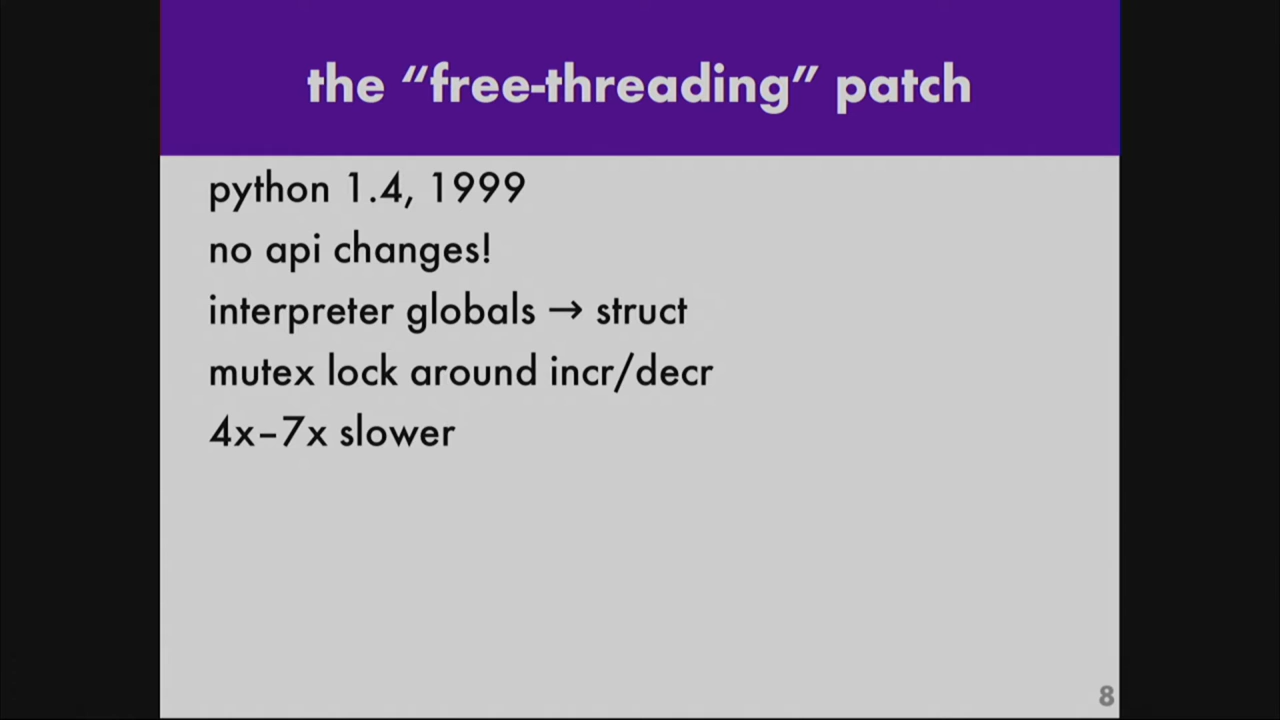 the “free-threading” patch
python 1.4, 1999
no api changes!
interpreter globals → struct
mutex lock around incr/decr
4x–7x slower
8